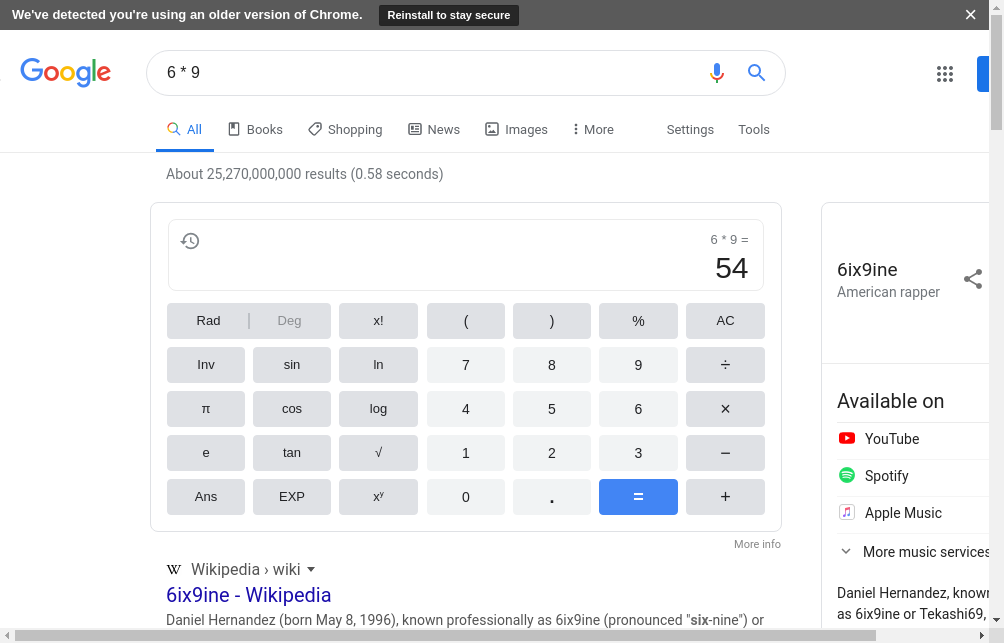 We've detected you're using an older version of Chrome. Reinstall to stay secure
Google
6 * 9
All Books Shopping News Images More Settings Tools
About 25,270,000,000 results (0.58 seconds)
6 * 9 =
54
Rad Deg x! ( ) % AC
Inv sin ln 7 8 9 ÷
π cos log 4 5 6 ×
e tan √ 1 2 3 −
Ans EXP xʸ 0 . = +
More info
W Wikipedia › wiki
6ix9ine - Wikipedia
Daniel Hernandez (born May 8, 1996), known professionally as 6ix9ine (pronounced "six-nine") or
6ix9ine
American rapper
Available on
YouTube
Spotify
Apple Music
More music services
Daniel Hernandez, known
as 6ix9ine or Tekashi69,